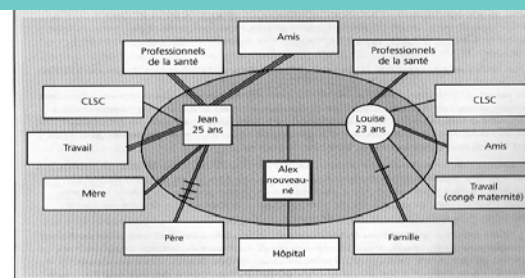 Amis
Professionnels
de la santé
Professionnels
de la santé
CLSC
Jean
25 ans
Louise
23 ans
CLSC
Travail
Amis
Alex
nouveau-
né
Mère
Travail
(congé maternité)
Père
Hôpital
Famille